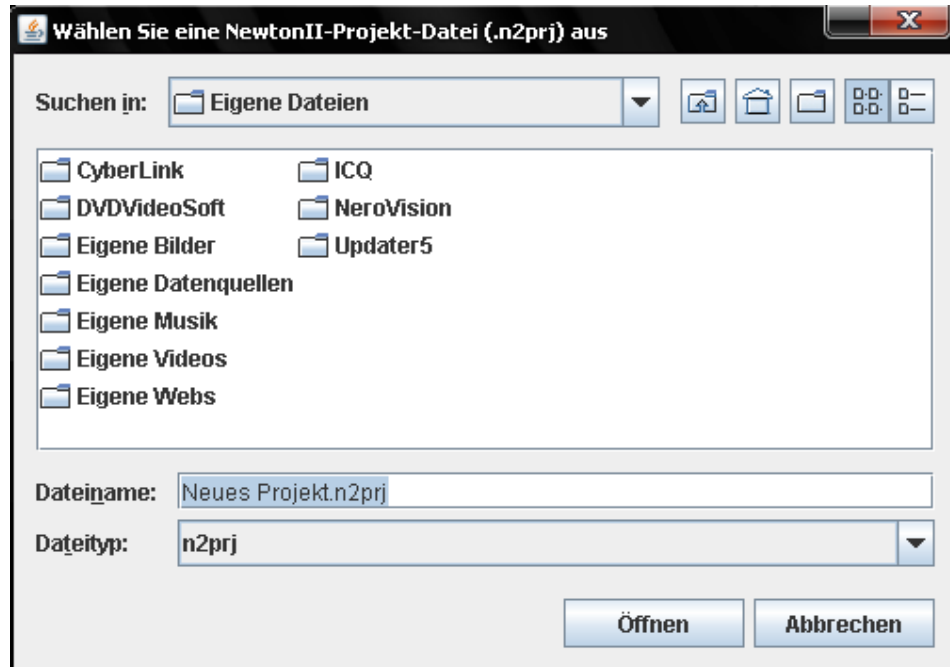 Wählen Sie eine NewtonII-Projekt-Datei (.n2prj) aus
Suchen in: Eigene Dateien
CyberLink
DVDVideoSoft
Eigene Bilder
Eigene Datenquellen
Eigene Musik
Eigene Videos
Eigene Webs
ICQ
NeroVision
Updater5
Dateiname: Neues Projekt.n2prj
Dateityp: n2prj
Öffnen Abbrechen